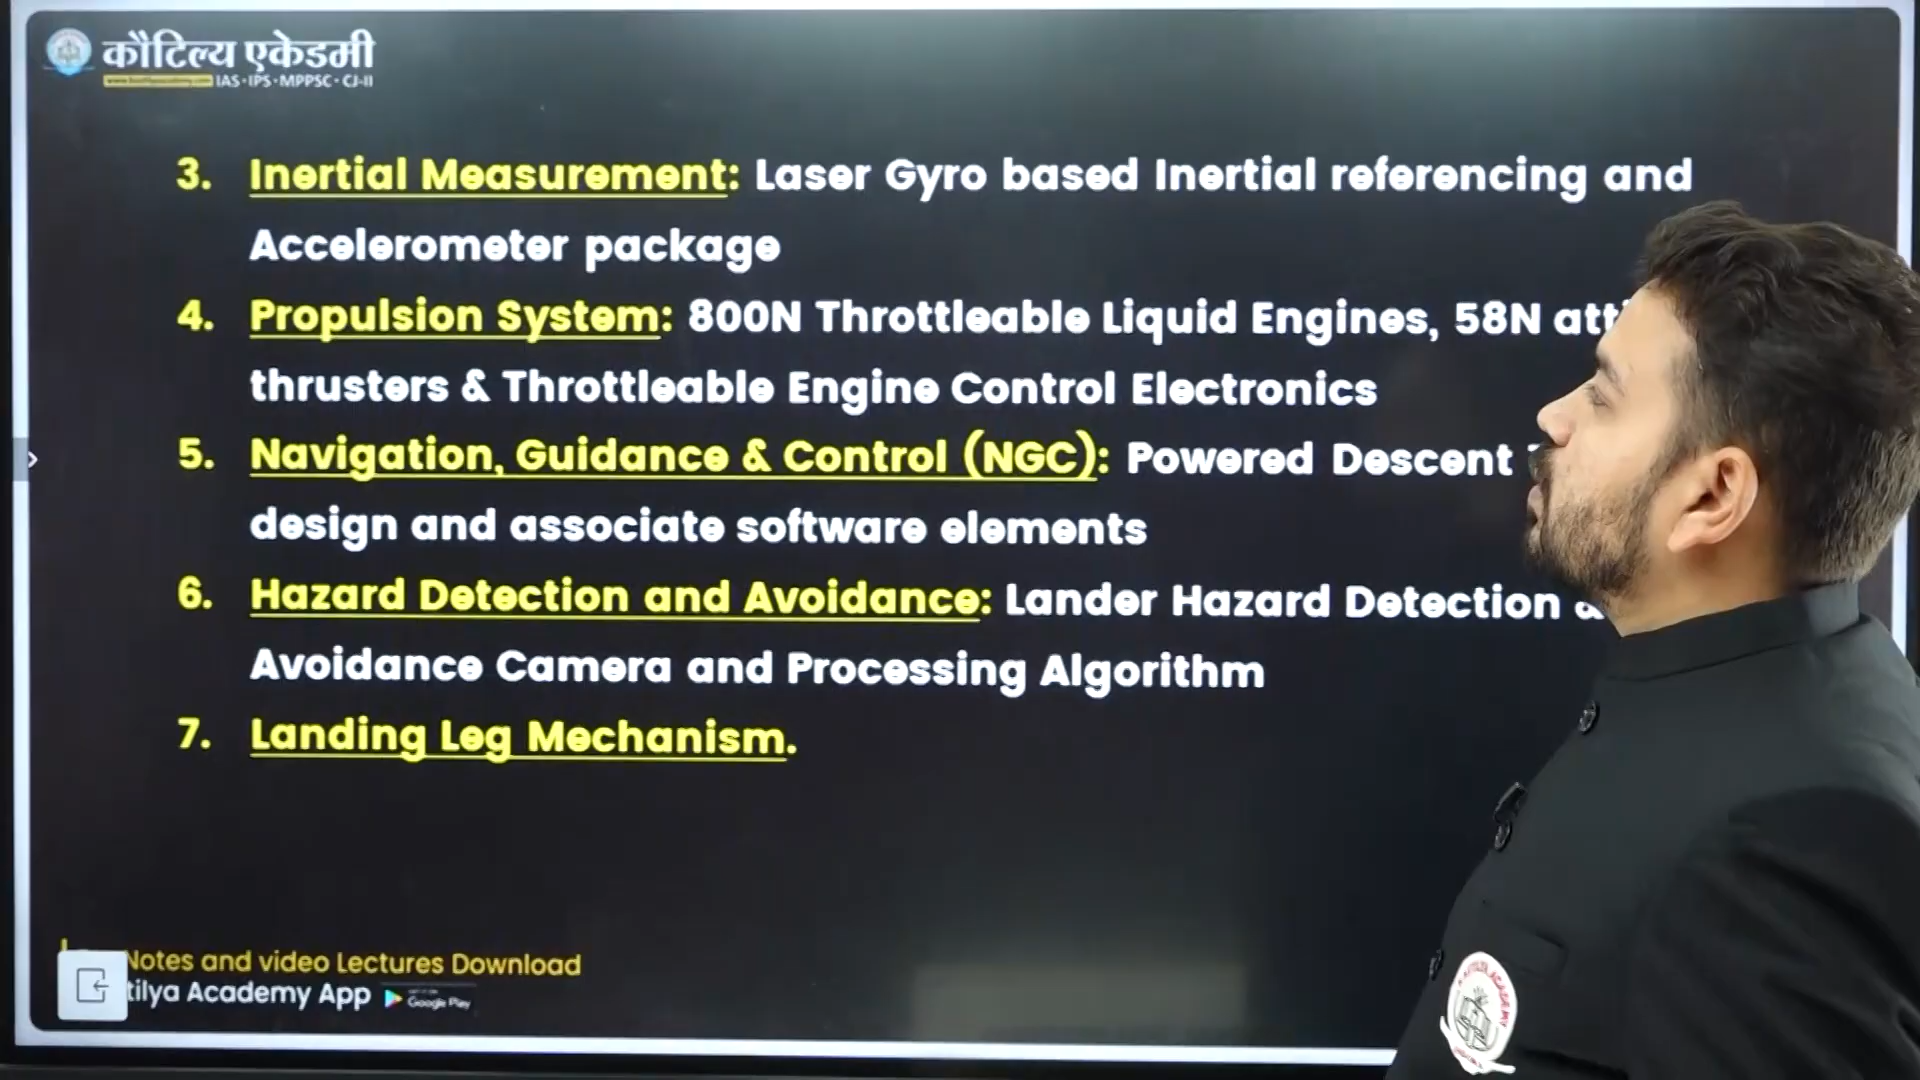 कौटिल्य एकेडमी
IAS • IPS • MPPSC • CJ-II
3. Inertial Measurement: Laser Gyro based Inertial referencing and
Accelerometer package
4. Propulsion System: 800N Throttleable Liquid Engines, 58N
thrusters & Throttleable Engine Control Electronics
5. Navigation, Guidance & Control (NGC): Powered Descent
design and associate software elements
6. Hazard Detection and Avoidance: Lander Hazard Detection
Avoidance Camera and Processing Algorithm
7. Landing Leg Mechanism.
Notes and video Lectures Download
tilya Academy App Google Play